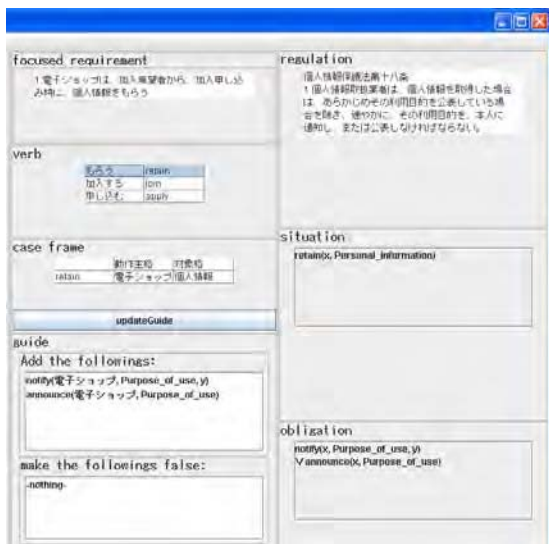 focused requirement
1 電子ショップは、加入希望者から、加入申し込
み時に、個人情報をもらう
verb
もらう retain
加入する join
申し込む apply
case frame
動作主格 対象格
retain 電子ショップ 個人情報
updateGuide
guide
Add the followings:
notify(電子ショップ, Purpose_of_use, y)
announce(電子ショップ, Purpose_of_use)
make the followings false:
-nothing-
regulation
個人情報保護法第十八条
1 個人情報取扱業者は、個人情報を取得した場合
は、あらかじめその利用目的を公表している場
合を除き、速やかに、その利用目的を、本人に
通知し、または公表しなければならない。
situation
retain(x, Personal_information)
obligation
notify(x, Purpose_of_use, y)
∨announce(x, Purpose_of_use)